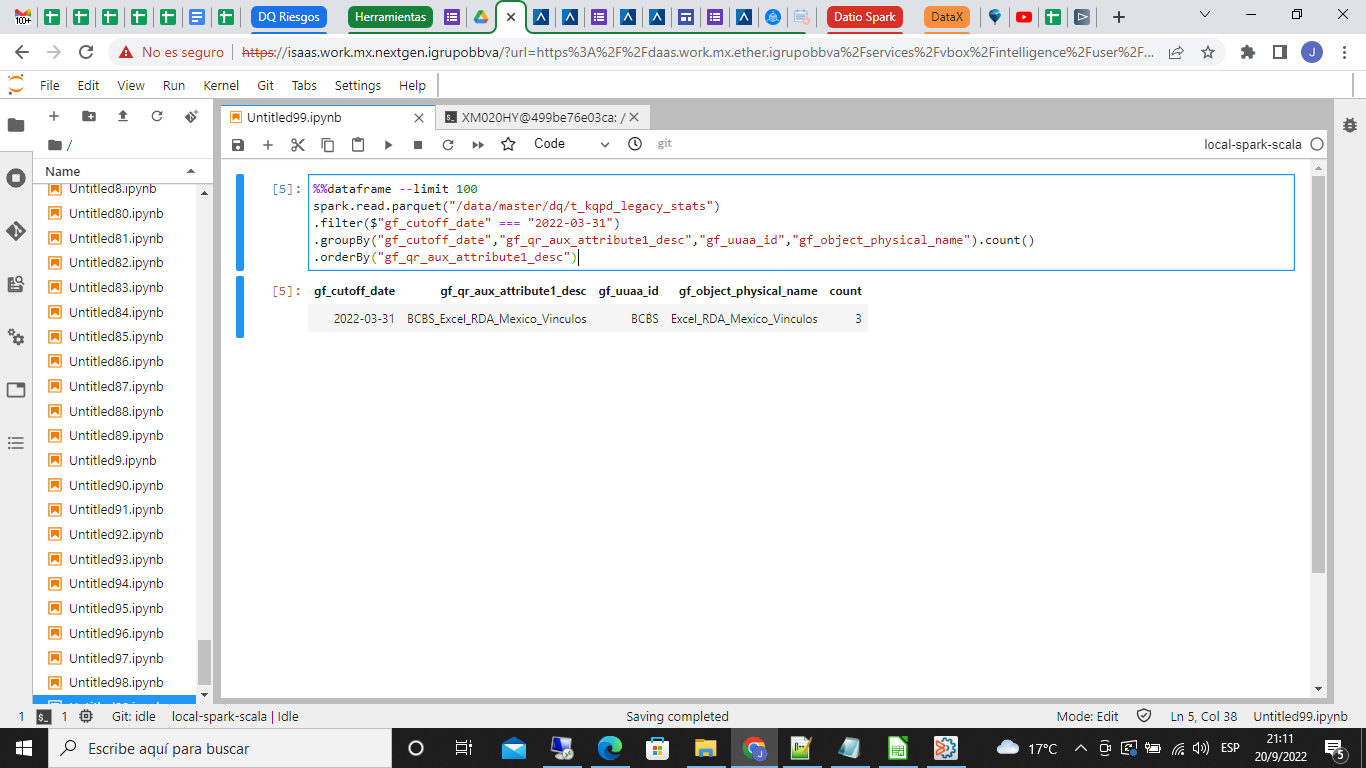 100+
DQ Riesgos
Herramientas
Datio Spark
DataX
No es seguro
https://isaas.work.mx.nextgen.igrupobbva/?url=https%3A%2F%2Fdaas.work.mx.ether.igrupobbva%2Fservices%2Fvbox%2Fintelligence%2Fuser%2F...
J
File Edit View Run Kernel Git Tabs Settings Help
Untitled99.ipynb
XM020HY@499be76e03ca: /
Code
git
local-spark-scala
/
Name
Untitled8.ipynb
Untitled80.ipynb
Untitled81.ipynb
Untitled82.ipynb
Untitled83.ipynb
Untitled84.ipynb
Untitled85.ipynb
Untitled86.ipynb
Untitled87.ipynb
Untitled88.ipynb
Untitled89.ipynb
Untitled9.ipynb
Untitled90.ipynb
Untitled91.ipynb
Untitled92.ipynb
Untitled93.ipynb
Untitled94.ipynb
Untitled95.ipynb
Untitled96.ipynb
Untitled97.ipynb
Untitled98.ipynb
[5]:
%%dataframe --limit 100
spark.read.parquet("/data/master/dq/t_kqpd_legacy_stats")
.filter($"gf_cutoff_date" === "2022-03-31")
.groupBy("gf_cutoff_date","gf_qr_aux_attribute1_desc","gf_uuaa_id","gf_object_physical_name").count()
.orderBy("gf_qr_aux_attribute1_desc")
[5]:
gf_cutoff_date gf_qr_aux_attribute1_desc gf_uuaa_id gf_object_physical_name count
2022-03-31 BCBS_Excel_RDA_Mexico_Vinculos BCBS Excel_RDA_Mexico_Vinculos 3
1 1 Git: idle local-spark-scala | Idle Saving completed Mode: Edit Ln 5, Col 38 Untitled99.ipynb
Escribe aquí para buscar
17°C
ESP
21:11
20/9/2022
5